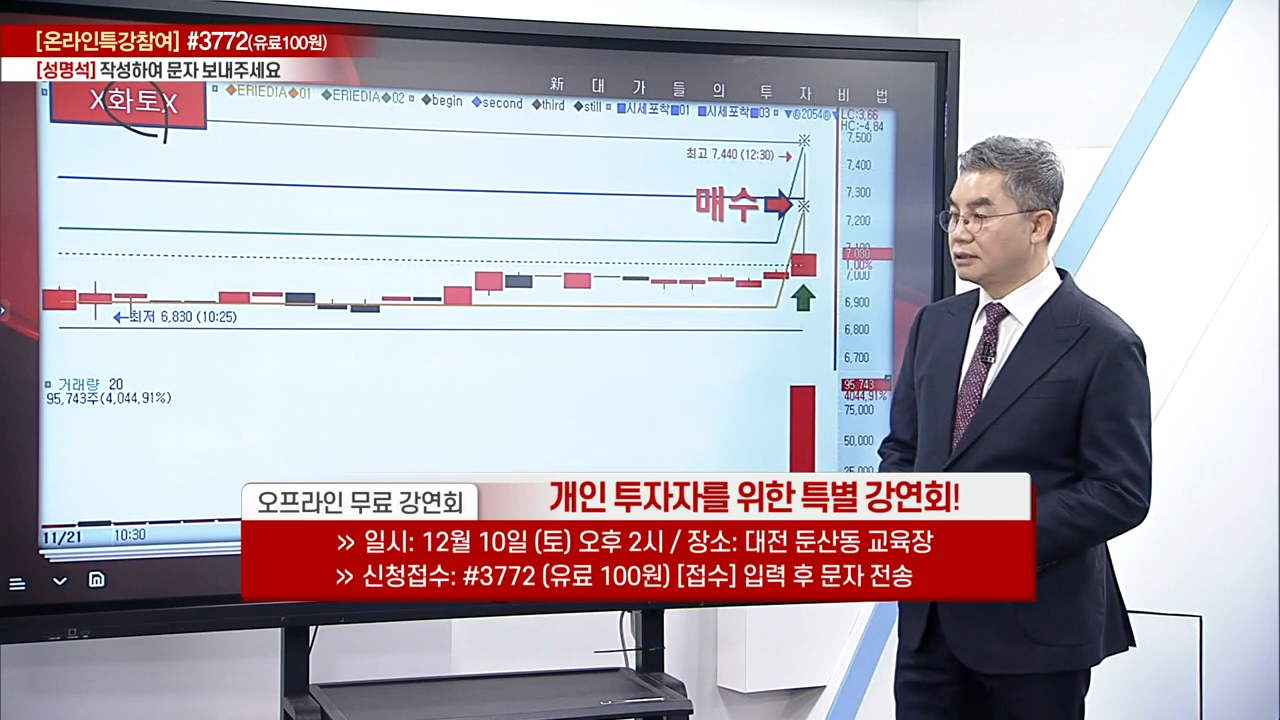 [온라인특강참여] #3772(유료100원)
[성명석] 작성하여 문자 보내주세요
新 대 가 들 의 투 자 비 법
X화토X
ERIEDIA 01 ERIEDIA 02 begin second third still 시세포착 01 시세포착 03 @2054@
LC:3.66
HC:-4.84
7,500
최고 7,440 (12:30)
7,400
7,300
매수
7,200
7,100
7,080
1.00%
7,000
6,900
최저 6,830 (10:25)
6,800
6,700
거래량 20
95,743주(4,044.91%)
95,743
4044.91%
75,000
50,000
25,000
11/21 10:30
오프라인 무료 강연회
개인 투자자를 위한 특별 강연회!
» 일시: 12월 10일 (토) 오후 2시 / 장소: 대전 둔산동 교육장
» 신청접수: #3772 (유료 100원) [접수] 입력 후 문자 전송